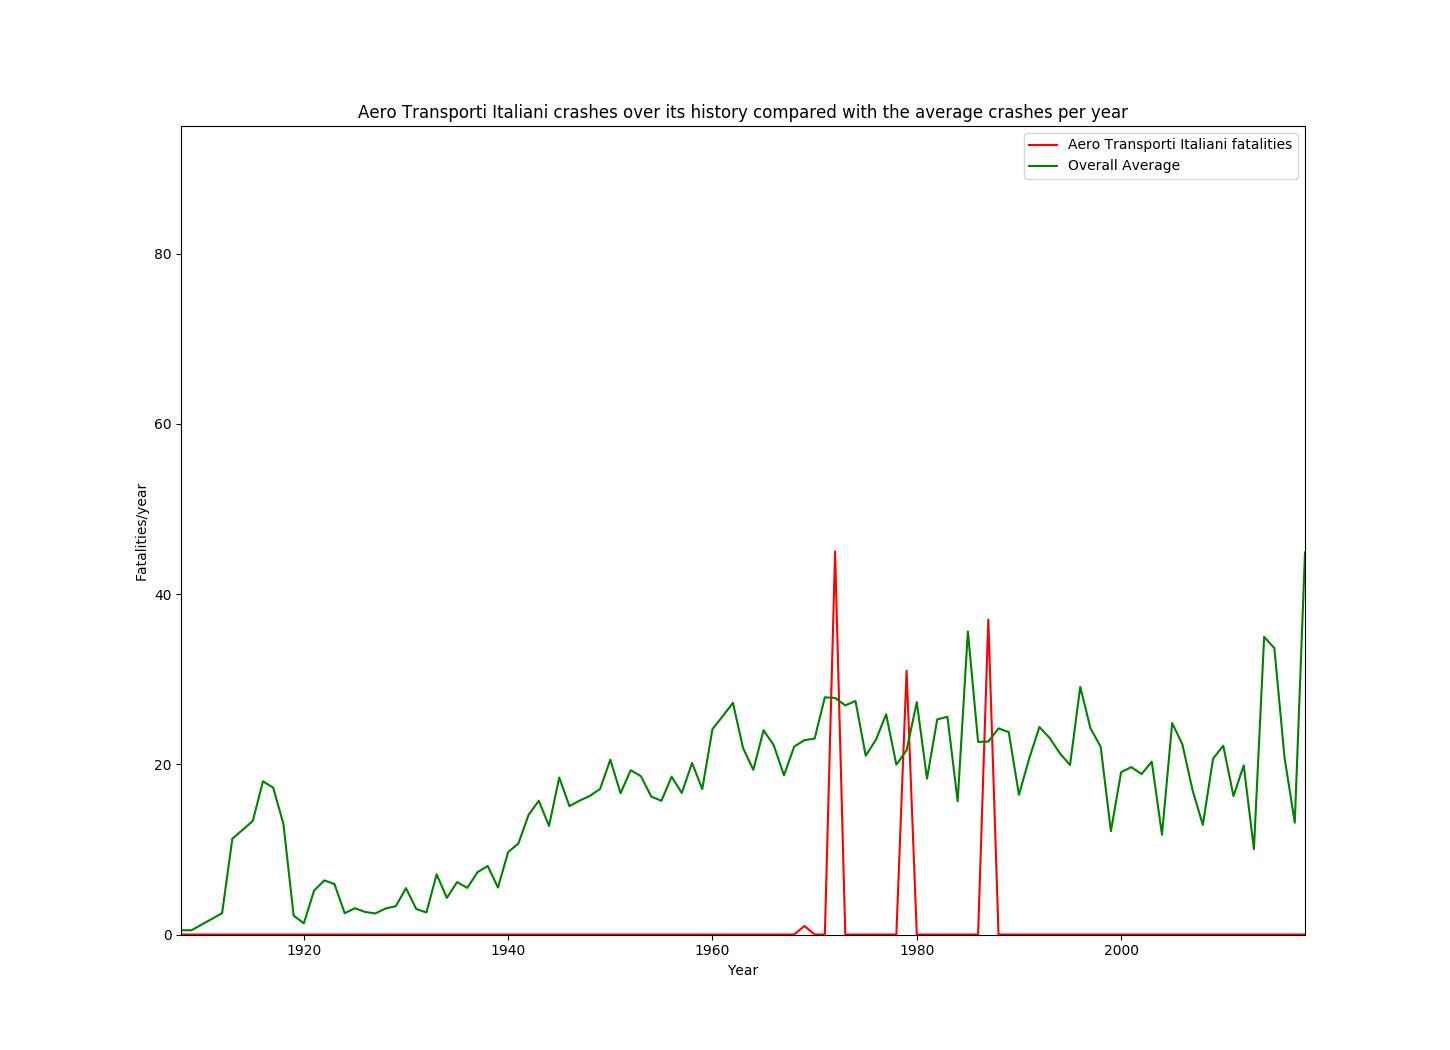 Aero Transporti Italiani crashes over its history compared with the average crashes per year
Aero Transporti Italiani fatalities
Overall Average
80
60
40
20
0
Fatalities/year
1920 1940 1960 1980 2000
Year